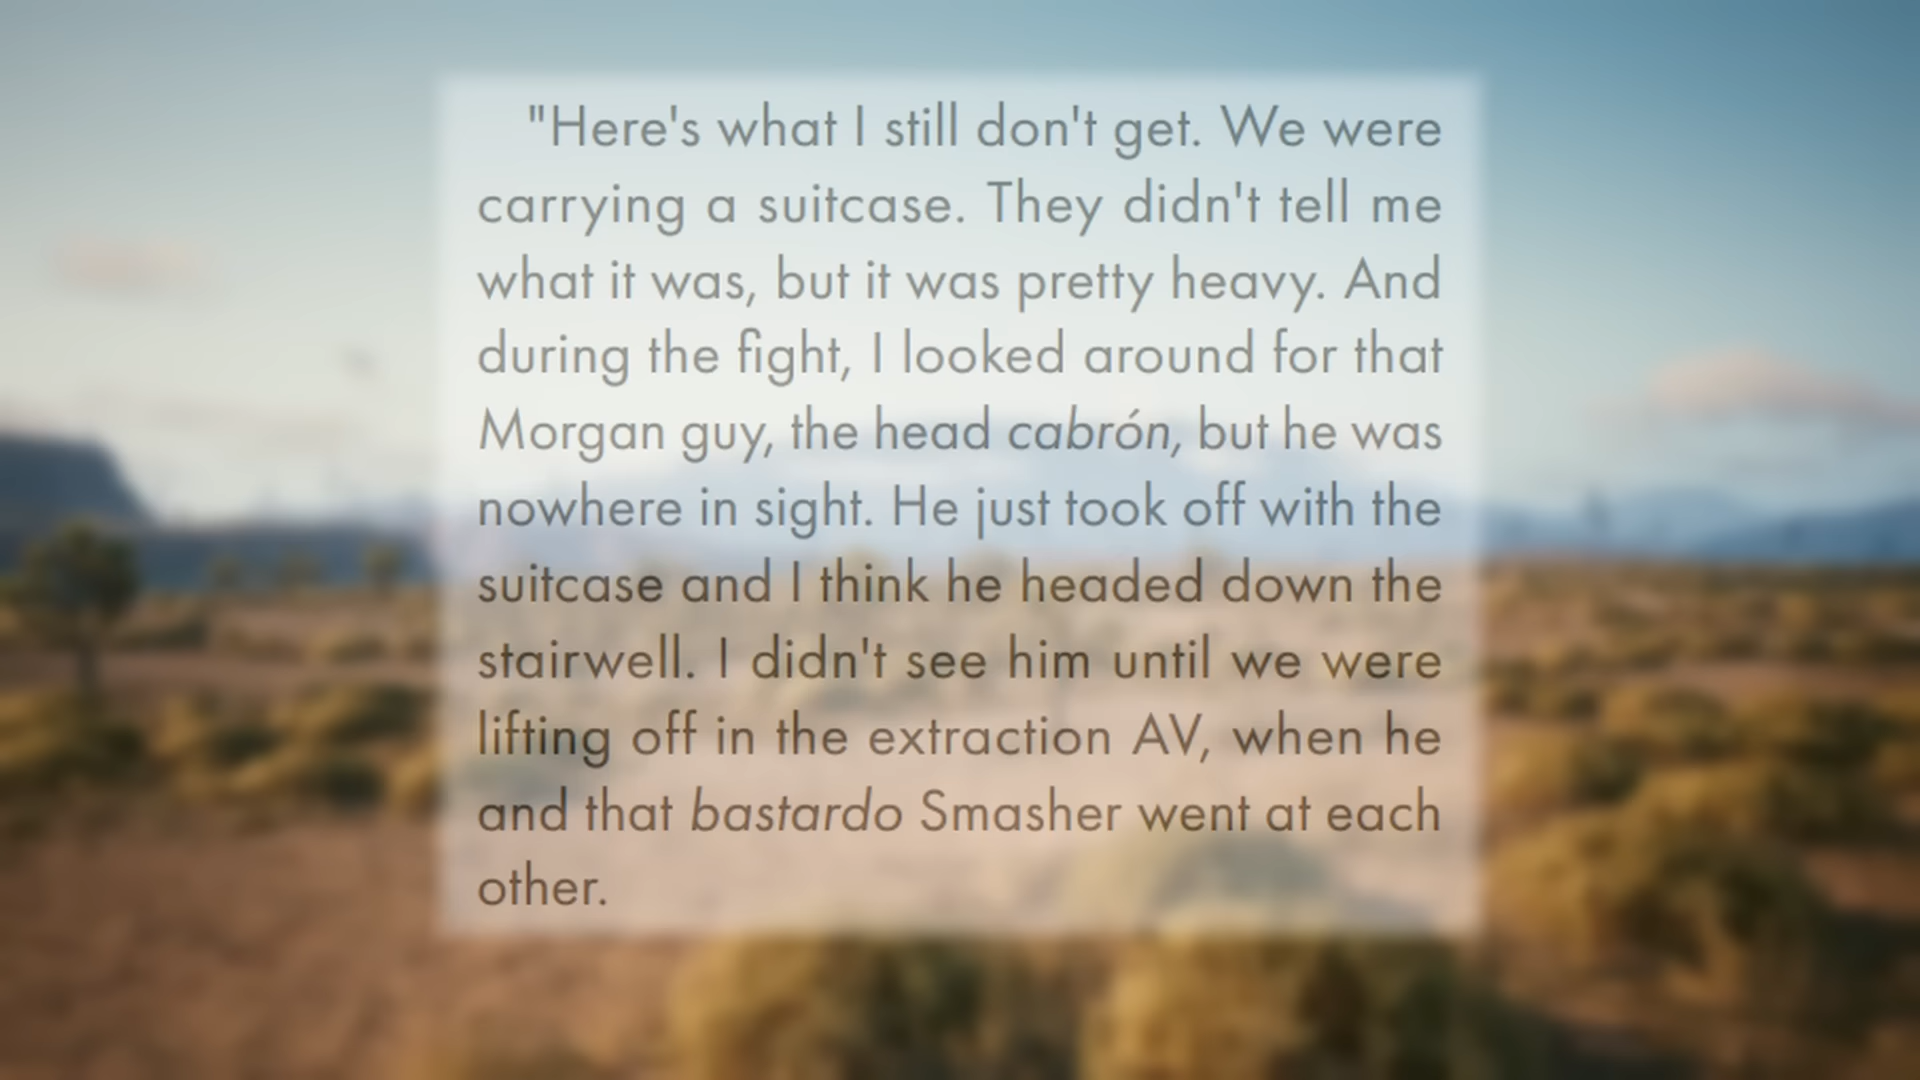 "Here's what I still don't get. We were
carrying a suitcase. They didn't tell me
what it was, but it was pretty heavy. And
during the fight, I looked around for that
Morgan guy, the head cabrón, but he was
nowhere in sight. He just took off with the
suitcase and I think he headed down the
stairwell. I didn't see him until we were
lifting off in the extraction AV, when he
and that bastardo Smasher went at each
other.